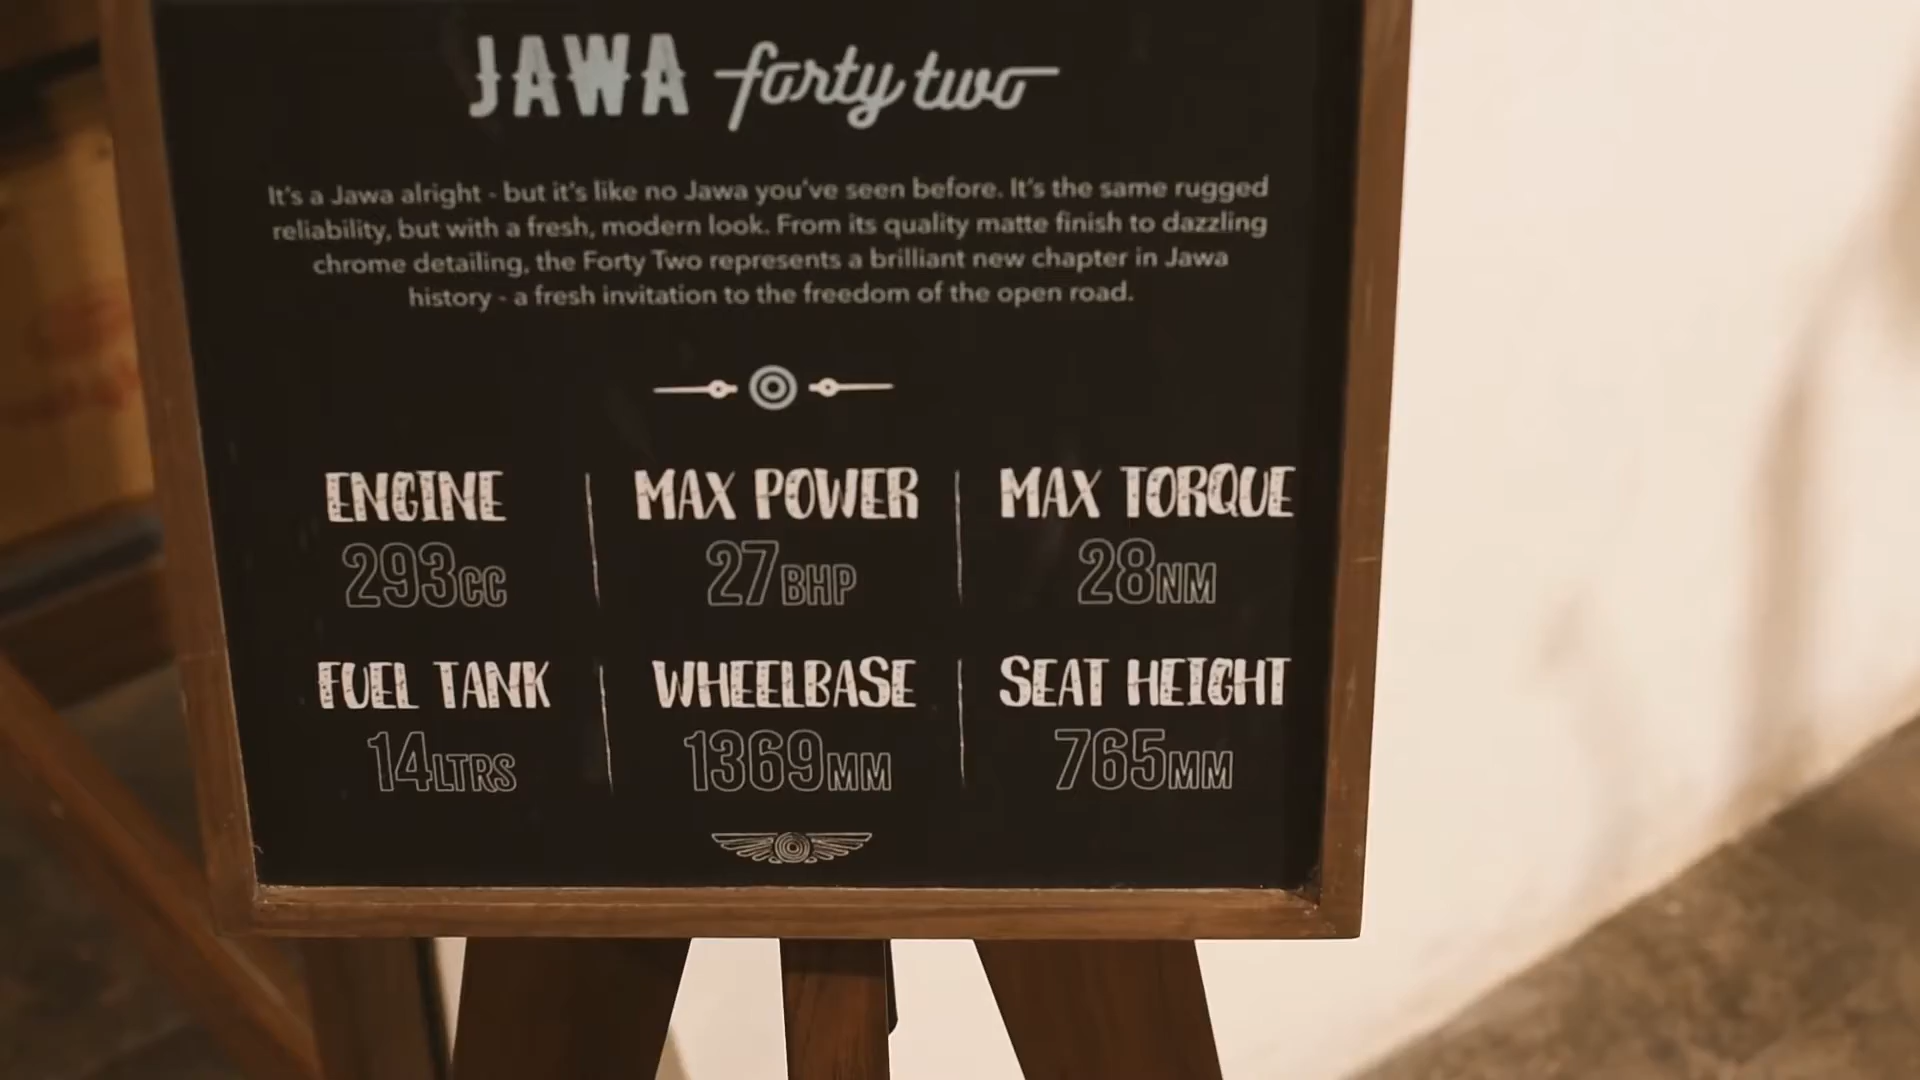 JAWA forty two
It's a Jawa alright - but it's like no Jawa you've seen before. It's the same rugged
reliability, but with a fresh, modern look. From its quality matte finish to dazzling
chrome detailing, the Forty Two represents a brilliant new chapter in Jawa
history - a fresh invitation to the freedom of the open road.
ENGINE MAX POWER MAX TORQUE
293CC 27BHP 28NM
FUEL TANK WHEELBASE SEAT HEIGHT
14LTRS 1369MM 765MM